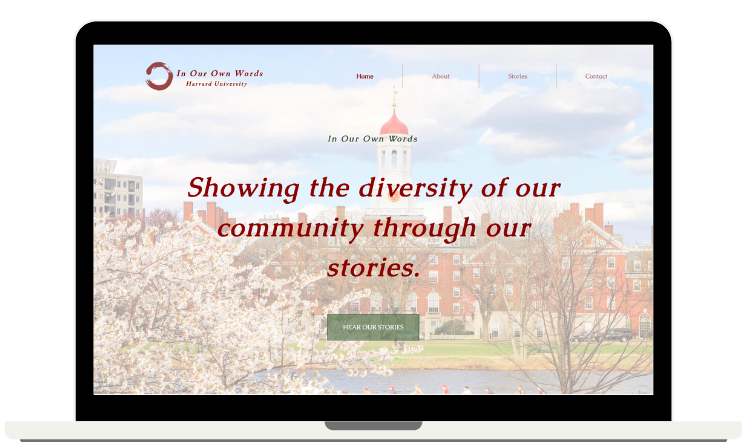 In Our Own Words
Harvard University
Home
About
Stories
Contact
In Our Own Words
Showing the diversity of our
community through our
stories.
HEAR OUR STORIES